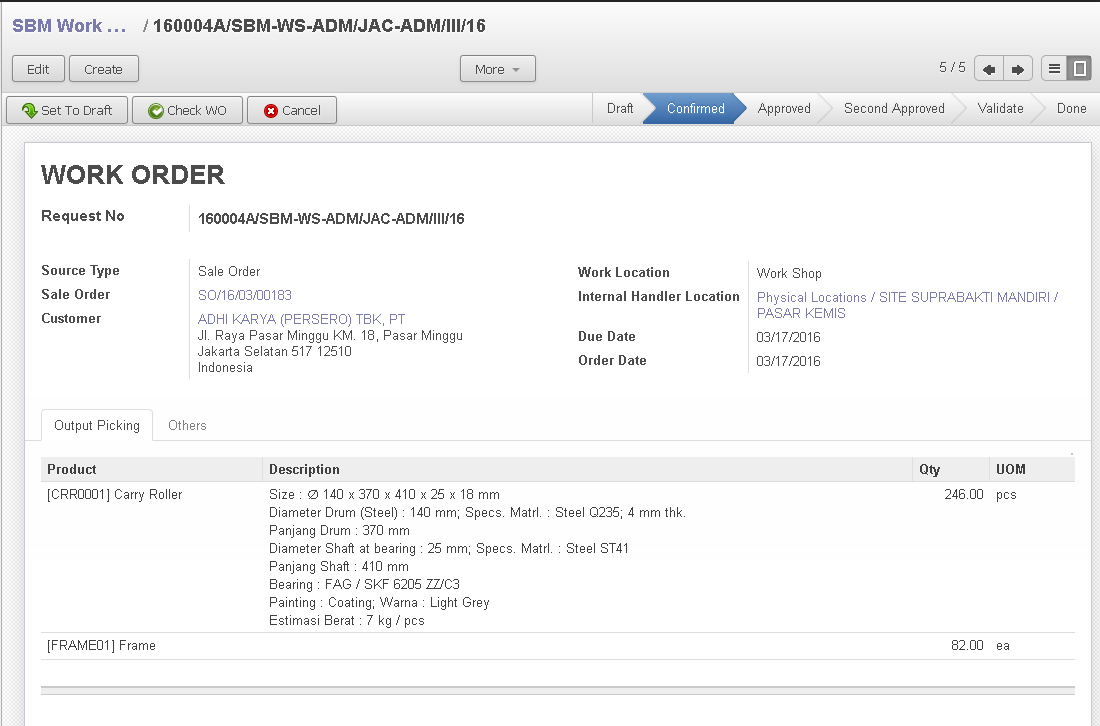 SBM Work ... / 160004A/SBM-WS-ADM/JAC-ADM/III/16
Edit Create More 5 / 5
Set To Draft Check WO Cancel Draft Confirmed Approved Second Approved Validate Done
WORK ORDER
Request No 160004A/SBM-WS-ADM/JAC-ADM/III/16
Source Type Sale Order
Sale Order SO/16/03/00183
Customer ADHI KARYA (PERSERO) TBK, PT
Jl. Raya Pasar Minggu KM. 18, Pasar Minggu
Jakarta Selatan 517 12510
Indonesia
Work Location Work Shop
Internal Handler Location Physical Locations / SITE SUPRABAKTI MANDIRI /
PASAR KEMIS
Due Date 03/17/2016
Order Date 03/17/2016
Output Picking Others
Product Description Qty UOM
[CRR0001] Carry Roller Size : ∅ 140 x 370 x 410 x 25 x 18 mm 246.00 pcs
Diameter Drum (Steel) : 140 mm; Specs. Matrl. : Steel Q235; 4 mm thk.
Panjang Drum : 370 mm
Diameter Shaft at bearing : 25 mm; Specs. Matrl. : Steel ST41
Panjang Shaft : 410 mm
Bearing : FAG / SKF 6205 ZZ/C3
Painting : Coating; Warna : Light Grey
Estimasi Berat : 7 kg / pcs
[FRAME01] Frame 82.00 ea